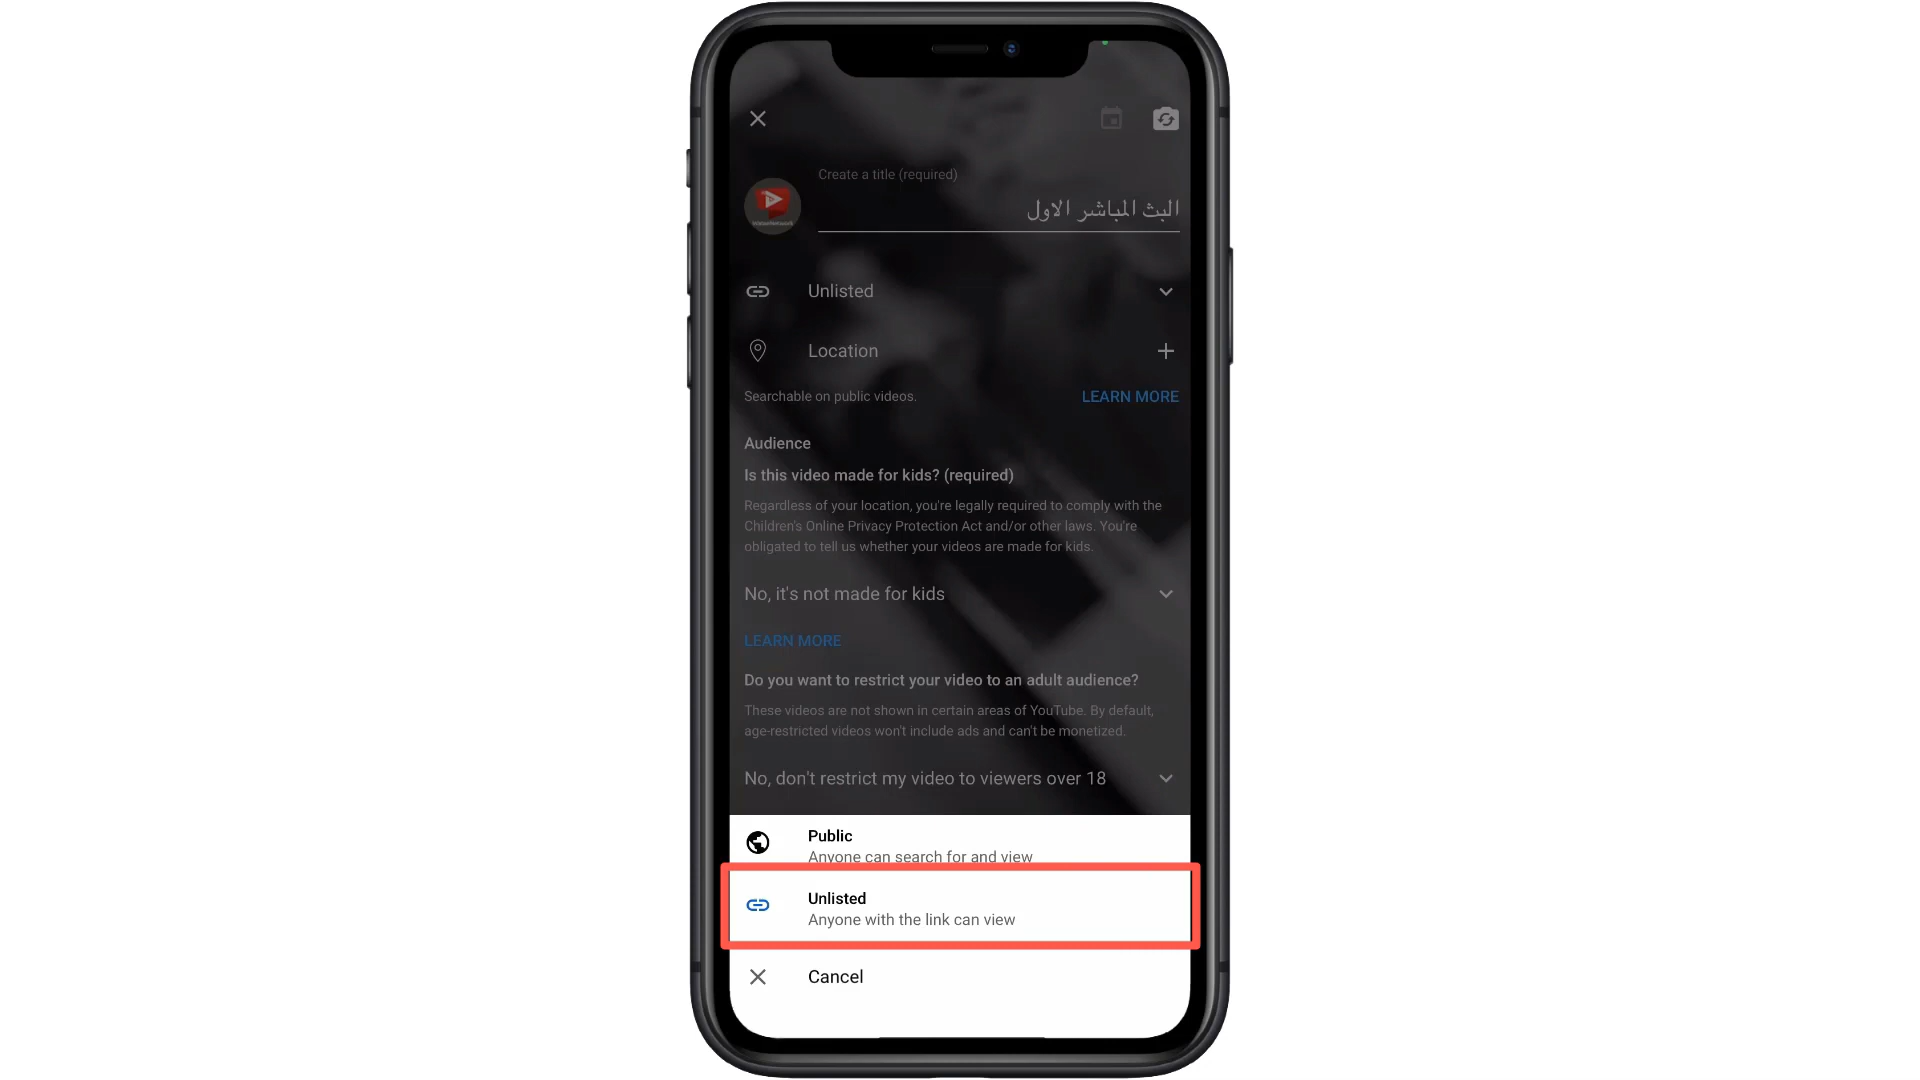 Create a title (required)
البث المباشر الاول
Unlisted
Location
Searchable on public videos.
LEARN MORE
Audience
Is this video made for kids? (required)
Regardless of your location, you're legally required to comply with the
Children's Online Privacy Protection Act and/or other laws. You're
obligated to tell us whether your videos are made for kids.
No, it's not made for kids
LEARN MORE
Do you want to restrict your video to an adult audience?
These videos are not shown in certain areas of YouTube. By default,
age-restricted videos won't include ads and can't be monetized.
No, don't restrict my video to viewers over 18
Public
Anyone can search for and view
Unlisted
Anyone with the link can view
Cancel